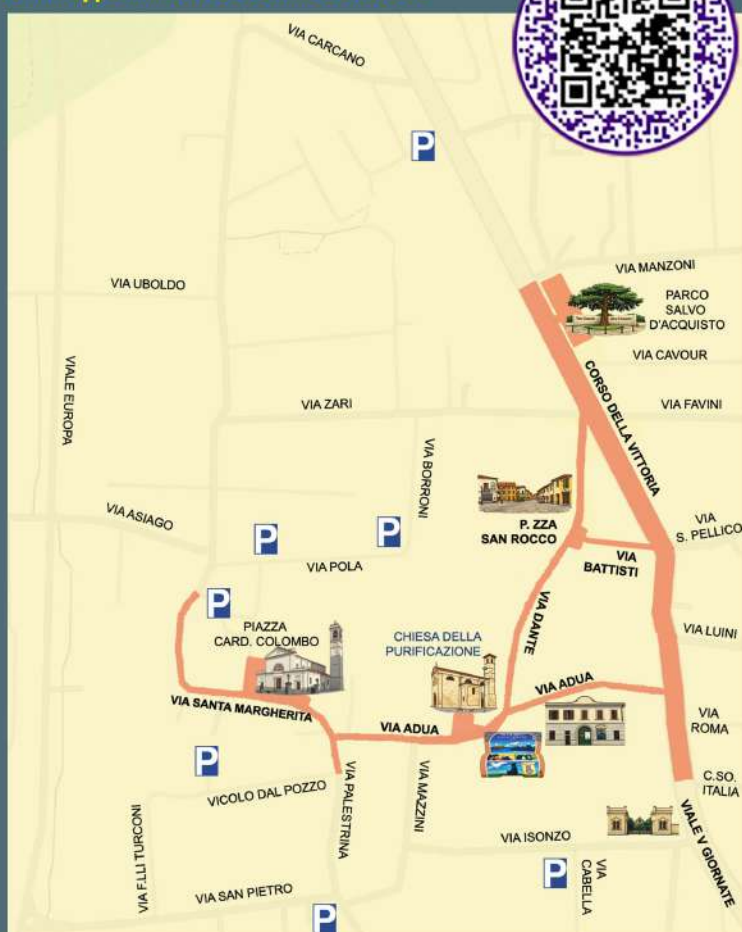 VIA CARCANO
P
VIA MANZONI
VIA UBOLDO
PARCO
SALVO
D'ACQUISTO
VIA CAVOUR
VIALE EUROPA
CORSO DELLA VITTORIA
VIA ZARI
VIA FAVINI
VIA BORRONI
VIA ASIAGO
P. ZZA
SAN ROCCO
VIA
S. PELLICO
P
P
VIA
BATTISTI
VIA POLA
P
VIA DANTE
PIAZZA
CARD. COLOMBO
CHIESA DELLA
PURIFICAZIONE
VIA LUINI
VIA ADUA
VIA SANTA MARGHERITA
VIA ADUA
VIA
ROMA
P
C.SO.
ITALIA
VICOLO DAL POZZO
VIA PALESTRINA
VIA MAZZINI
VIALE V GIORNATE
VIA F.LLI TURCONI
VIA ISONZO
P
VIA
CABELLA
VIA SAN PIETRO
P